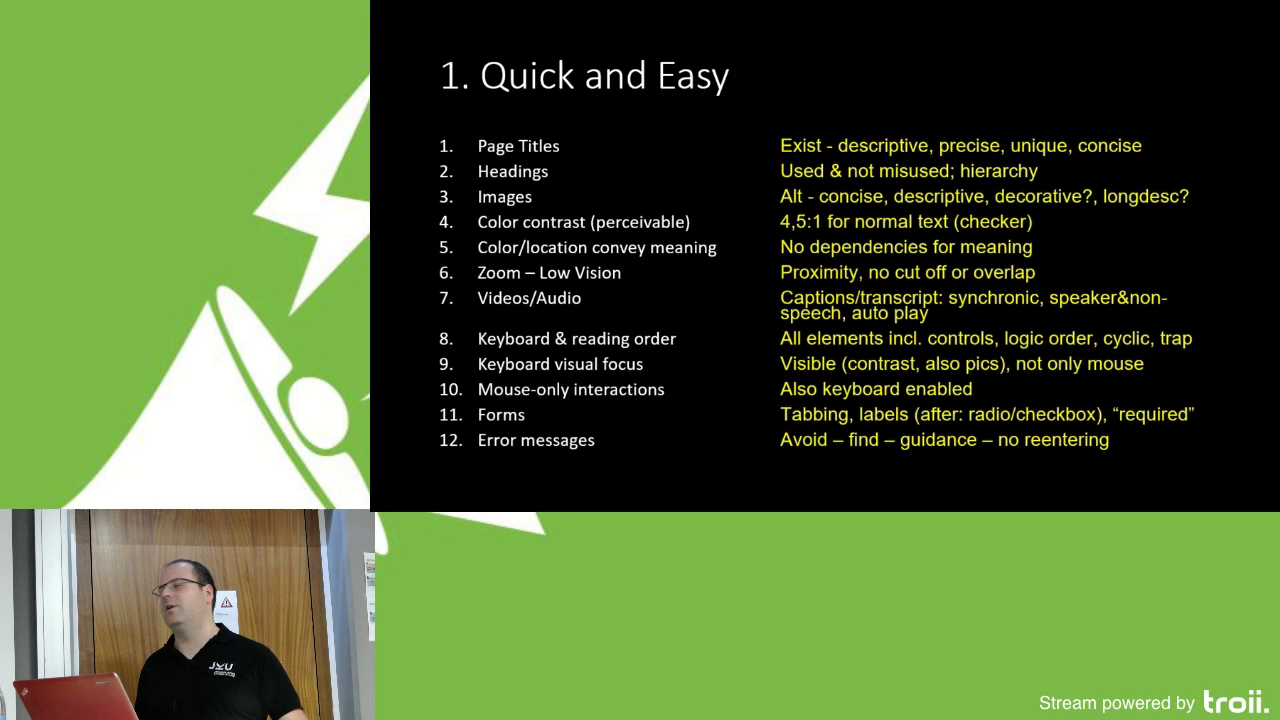 1. Quick and Easy
1. Page Titles Exist - descriptive, precise, unique, concise
2. Headings Used & not misused; hierarchy
3. Images Alt - concise, descriptive, decorative?, longdesc?
4. Color contrast (perceivable) 4,5:1 for normal text (checker)
5. Color/location convey meaning No dependencies for meaning
6. Zoom – Low Vision Proximity, no cut off or overlap
7. Videos/Audio Captions/transcript: synchronic, speaker&non-
speech, auto play
8. Keyboard & reading order All elements incl. controls, logic order, cyclic, trap
9. Keyboard visual focus Visible (contrast, also pics), not only mouse
10. Mouse-only interactions Also keyboard enabled
11. Forms Tabbing, labels (after: radio/checkbox), “required”
12. Error messages Avoid – find – guidance – no reentering
JKU
Stream powered by troii.